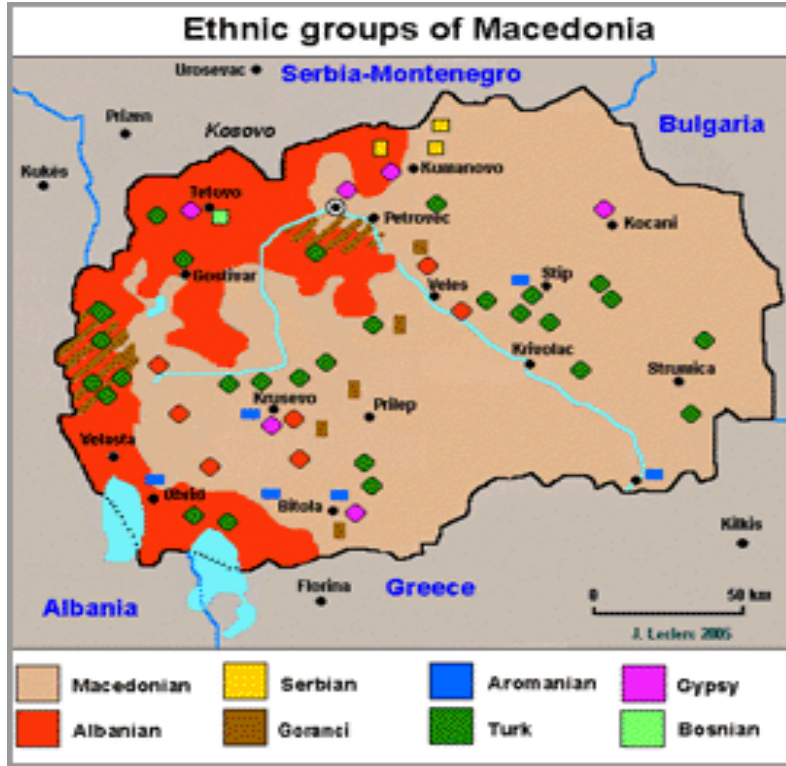 Ethnic groups of Macedonia
Urosevac
Serbia-Montenegro
Bulgaria
Prizen
Kosovo
Kukës
Kumanovo
Tetovo
Petrovec
Kocani
Gostivar
Veles
Stip
Krivolac
Strumica
Krusevo
Prilep
Velasta
Ohrid
Bitola
Kilkis
Albania
Florina
Greece
0 50 km
J. Leclerc 2005
Macedonian
Serbian
Aromanian
Gypsy
Albanian
Goranci
Turk
Bosnian